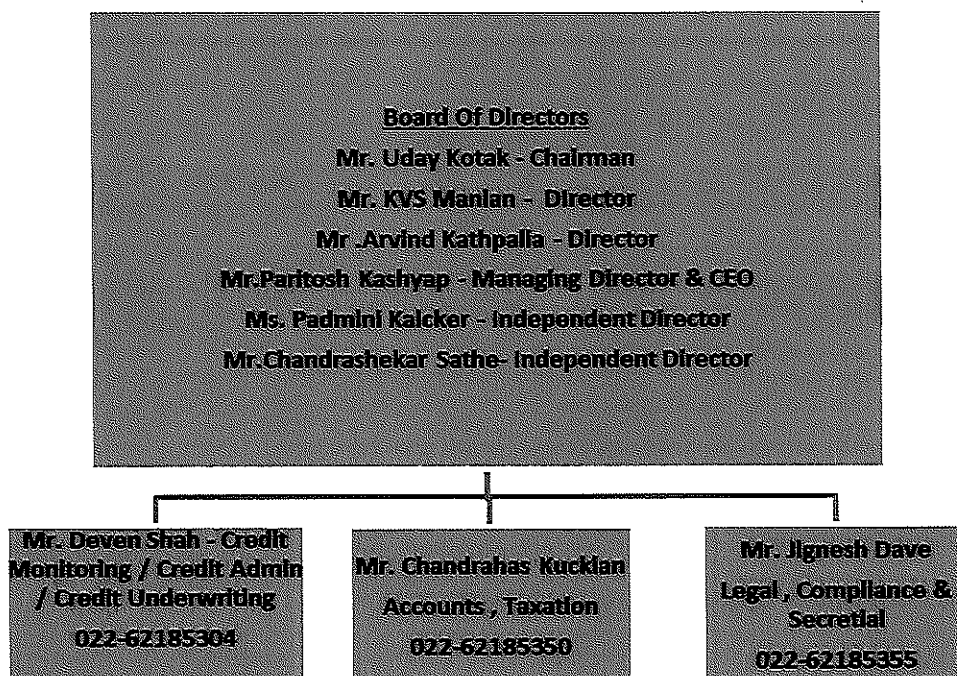 Board Of Directors
Mr. Uday Kotak - Chairman
Mr. KVS Manian - Director
Mr .Arvind Kathpalia - Director
Mr.Paritosh Kashyap - Managing Director & CEO
Ms. Padmini Kaicker - Independent Director
Mr.Chandrashekar Sathe- Independent Director
Mr. Deven Shah - Credit
Monitoring / Credit Admin
/ Credit Underwriting
022-62185304
Mr. Chandrahas Kuckian
Accounts , Taxation
022-62185350
Mr. Jignesh Dave
Legal , Compliance &
Secretial
022-62185355